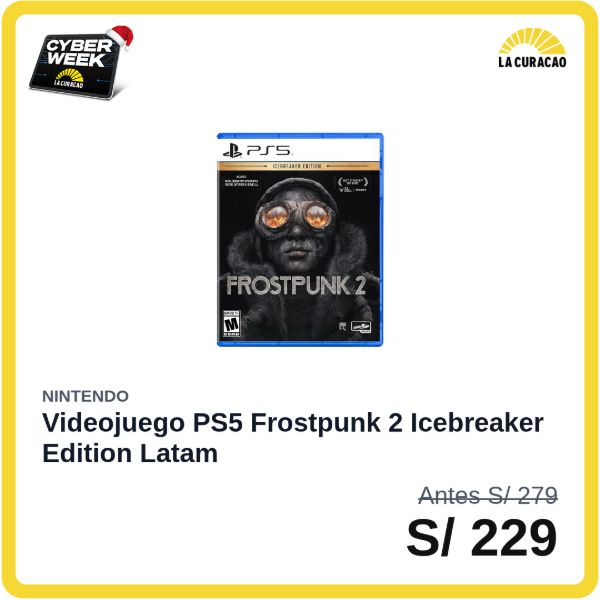 CYBER
WEEK
LA CURACAO
LA CURACAO
PS5
ICEBREAKER EDITION
FROSTPUNK 2
M
NINTENDO
Videojuego PS5 Frostpunk 2 Icebreaker
Edition Latam
Antes S/ 279
S/ 229